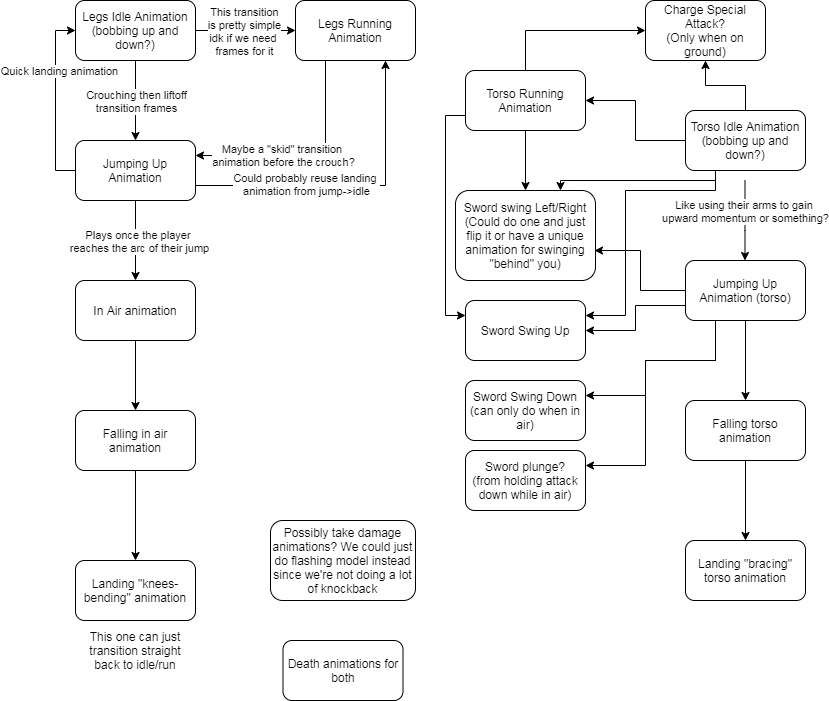 Legs Idle Animation
(bobbing up and
down?)
This transition
is pretty simple
idk if we need
frames for it
Legs Running
Animation
Quick landing animation
Crouching then liftoff
transition frames
Maybe a "skid" transition
animation before the crouch?
Jumping Up
Animation
Could probably reuse landing
animation from jump->idle
Plays once the player
reaches the arc of their jump
In Air animation
Falling in air
animation
Landing "knees-
bending" animation
This one can just
transition straight
back to idle/run
Possibly take damage
animations? We could just
do flashing model instead
since we're not doing a lot
of knockback
Death animations for
both
Charge Special
Attack?
(Only when on
ground)
Torso Running
Animation
Torso Idle Animation
(bobbing up and
down?)
Sword swing Left/Right
(Could do one and just
flip it or have a unique
animation for swinging
"behind" you)
Like using their arms to gain
upward momentum or something?
Jumping Up
Animation (torso)
Sword Swing Up
Sword Swing Down
(can only do when in
air)
Falling torso
animation
Sword plunge?
(from holding attack
down while in air)
Landing "bracing"
torso animation